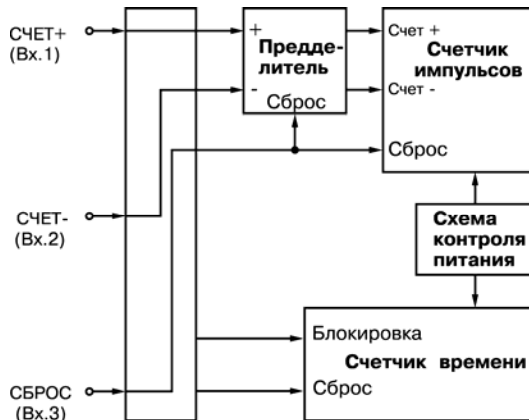 СЧЕТ+
(Вх.1)
+
-
Предде-
литель
Сброс
Счет +
Счет -
Счетчик
импульсов
Сброс
СЧЕТ-
(Вх.2)
Схема
контроля
питания
Блокировка
Счетчик времени
Сброс
СБРОС
(Вх.3)